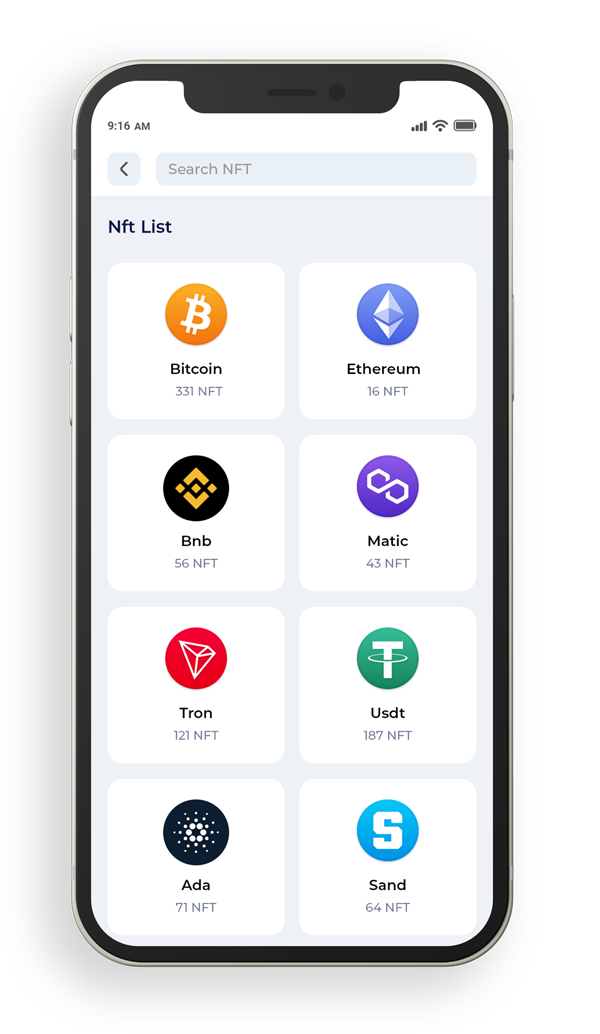 9:16 AM
Search NFT
Nft List
Bitcoin
331 NFT
Ethereum
16 NFT
Bnb
56 NFT
Matic
43 NFT
Tron
121 NFT
Usdt
187 NFT
Ada
71 NFT
Sand
64 NFT